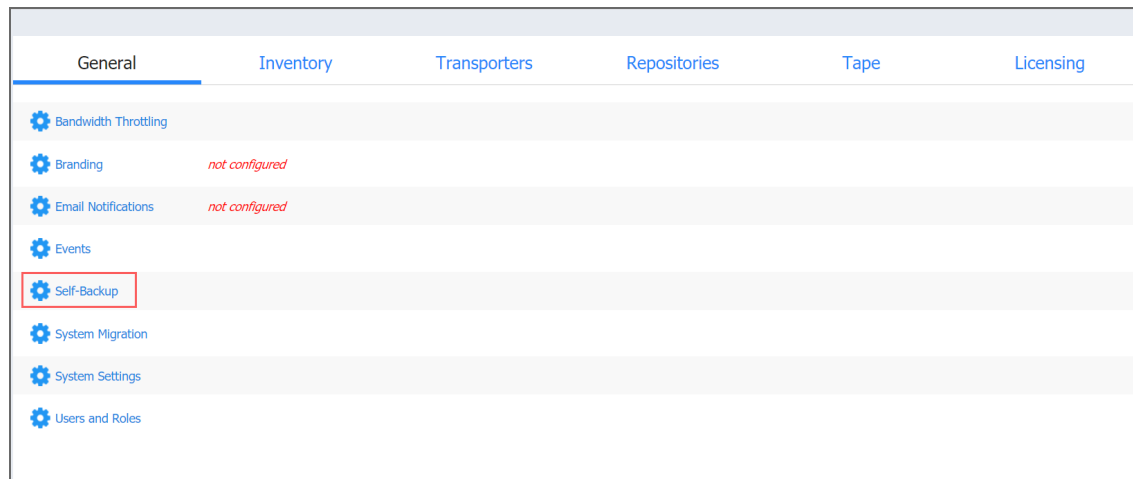 General Inventory Transporters Repositories Tape Licensing
Bandwidth Throttling
Branding not configured
Email Notifications not configured
Events
Self-Backup
System Migration
System Settings
Users and Roles